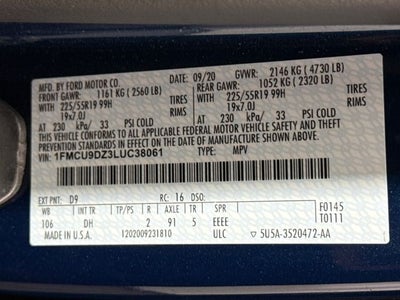 MFD. BY FORD MOTOR CO. 09/20 GVWR: 2146 KG ( 4730 LB)
FRONT GAWR: 1161 KG ( 2560 LB) REAR GAWR: 1052 KG ( 2320 LB)
225/55R19 99H TIRES 225/55R19 99H TIRES
19x7.0J RIMS 19x7.0J RIMS
AT 230 kPa/ 33 PSI COLD AT 230 kPa/ 33 PSI COLD
THIS VEHICLE CONFORMS TO ALL APPLICABLE FEDERAL MOTOR VEHICLE SAFETY, BUMPER, AND THEFT
PREVENTION STANDARDS IN EFFECT ON THE DATE OF MANUFACTURE SHOWN ABOVE.
VIN: 1FMCU9DZ3LUC38061 TYPE: MPV
EXT PNT: D9 RC: 16 DSO: F0145
WB INT TR TP/PS R AXLE TR SPR T0111
106 DH 2 91 5 EEEE
MADE IN U.S.A. 1202009231810 ULC 5U5A-3520472-AA